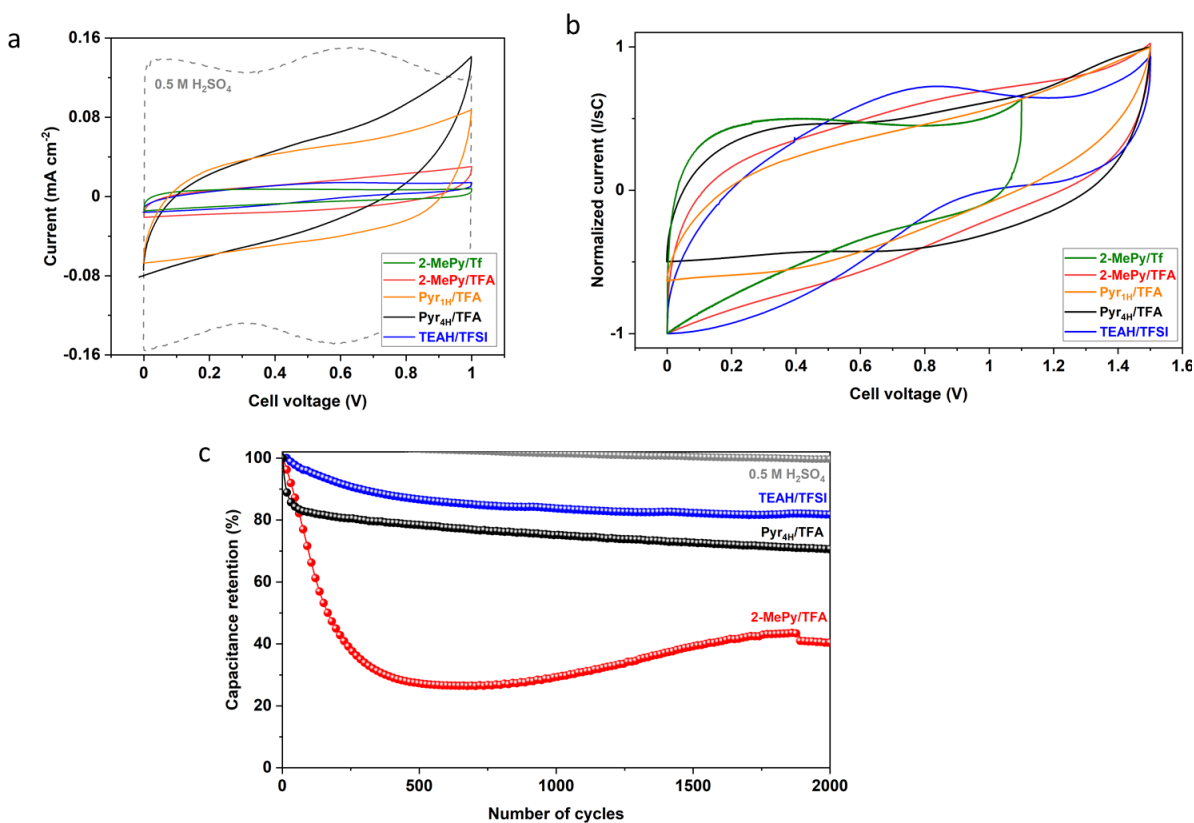 a
Current (mA cm-2)
0.16
0.08
0
-0.08
-0.16
0.5 M H2SO4
2-MePy/Tf
2-MePy/TFA
Pyr1H/TFA
Pyr4H/TFA
TEAH/TFSI
0 0.2 0.4 0.6 0.8 1
Cell voltage (V)
b
Normalized current (I/sC)
1
0
-1
2-MePy/Tf
2-MePy/TFA
Pyr1H/TFA
Pyr4H/TFA
TEAH/TFSI
0.0 0.2 0.4 0.6 0.8 1.0 1.2 1.4 1.6
Cell voltage (V)
c
Capacitance retention (%)
100
80
60
40
20
0
0.5 M H2SO4
TEAH/TFSI
Pyr4H/TFA
2-MePy/TFA
0 500 1000 1500 2000
Number of cycles